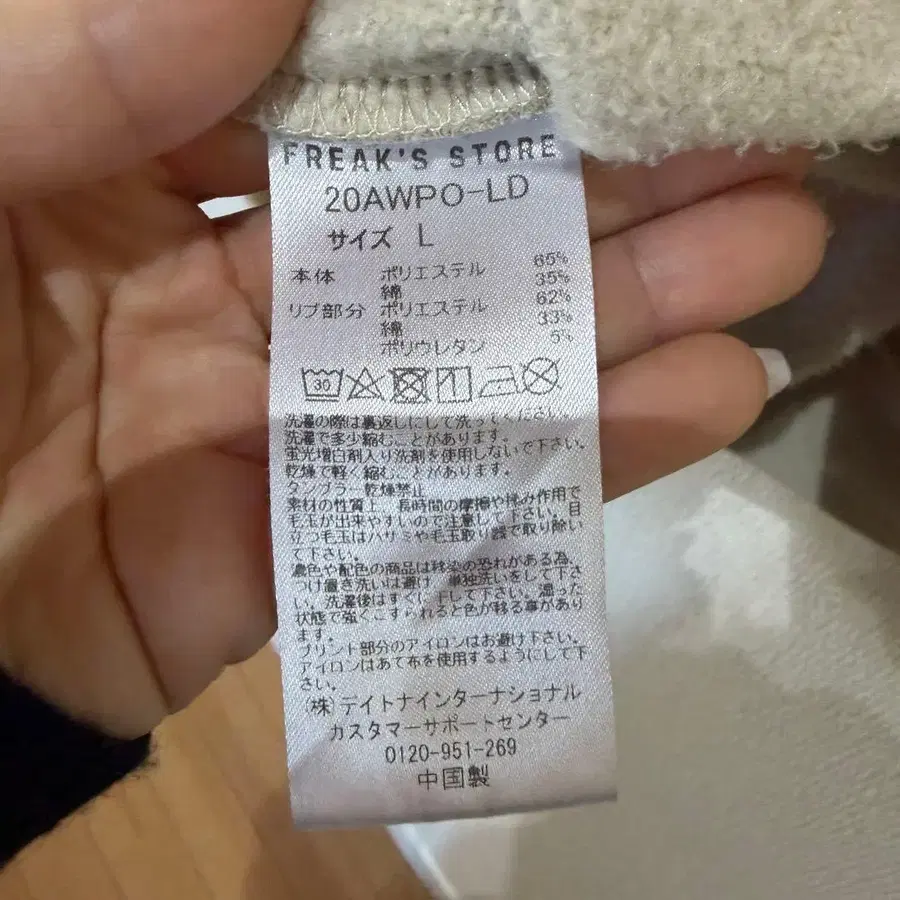 FREAK'S STORE
20AWPO-LD
サイズ L
本体 ポリエステル 65%
綿 35%
リブ部分 ポリエステル 62%
綿 33%
ポリウレタン 5%
30
洗濯の際は裏返しにして洗ってください。
洗濯で多少縮むことがあります。
蛍光増白剤入り洗剤を使用しないで下さい。
乾燥で軽く縮むことがあります。
タンブラー乾燥禁止
素材の特性上、長時間の摩擦や揉み作用で
毛玉が出来やすいので注意して下さい。目
立つ毛玉はハサミや毛玉取り器で取り除い
て下さい。
濃色や配色の商品は移染の恐れがある為、
つけ置き洗いは避け、単独洗いをして下さ
い。洗濯後はすぐに干して下さい。湿った
状態で強くこすられると色が移る事があり
ます。
プリント部分のアイロンはお避け下さい。
アイロンはあて布を使用するようにして下
さい。
(株)デイトナインターナショナル
カスタマーサポートセンター
0120-951-269
中国製